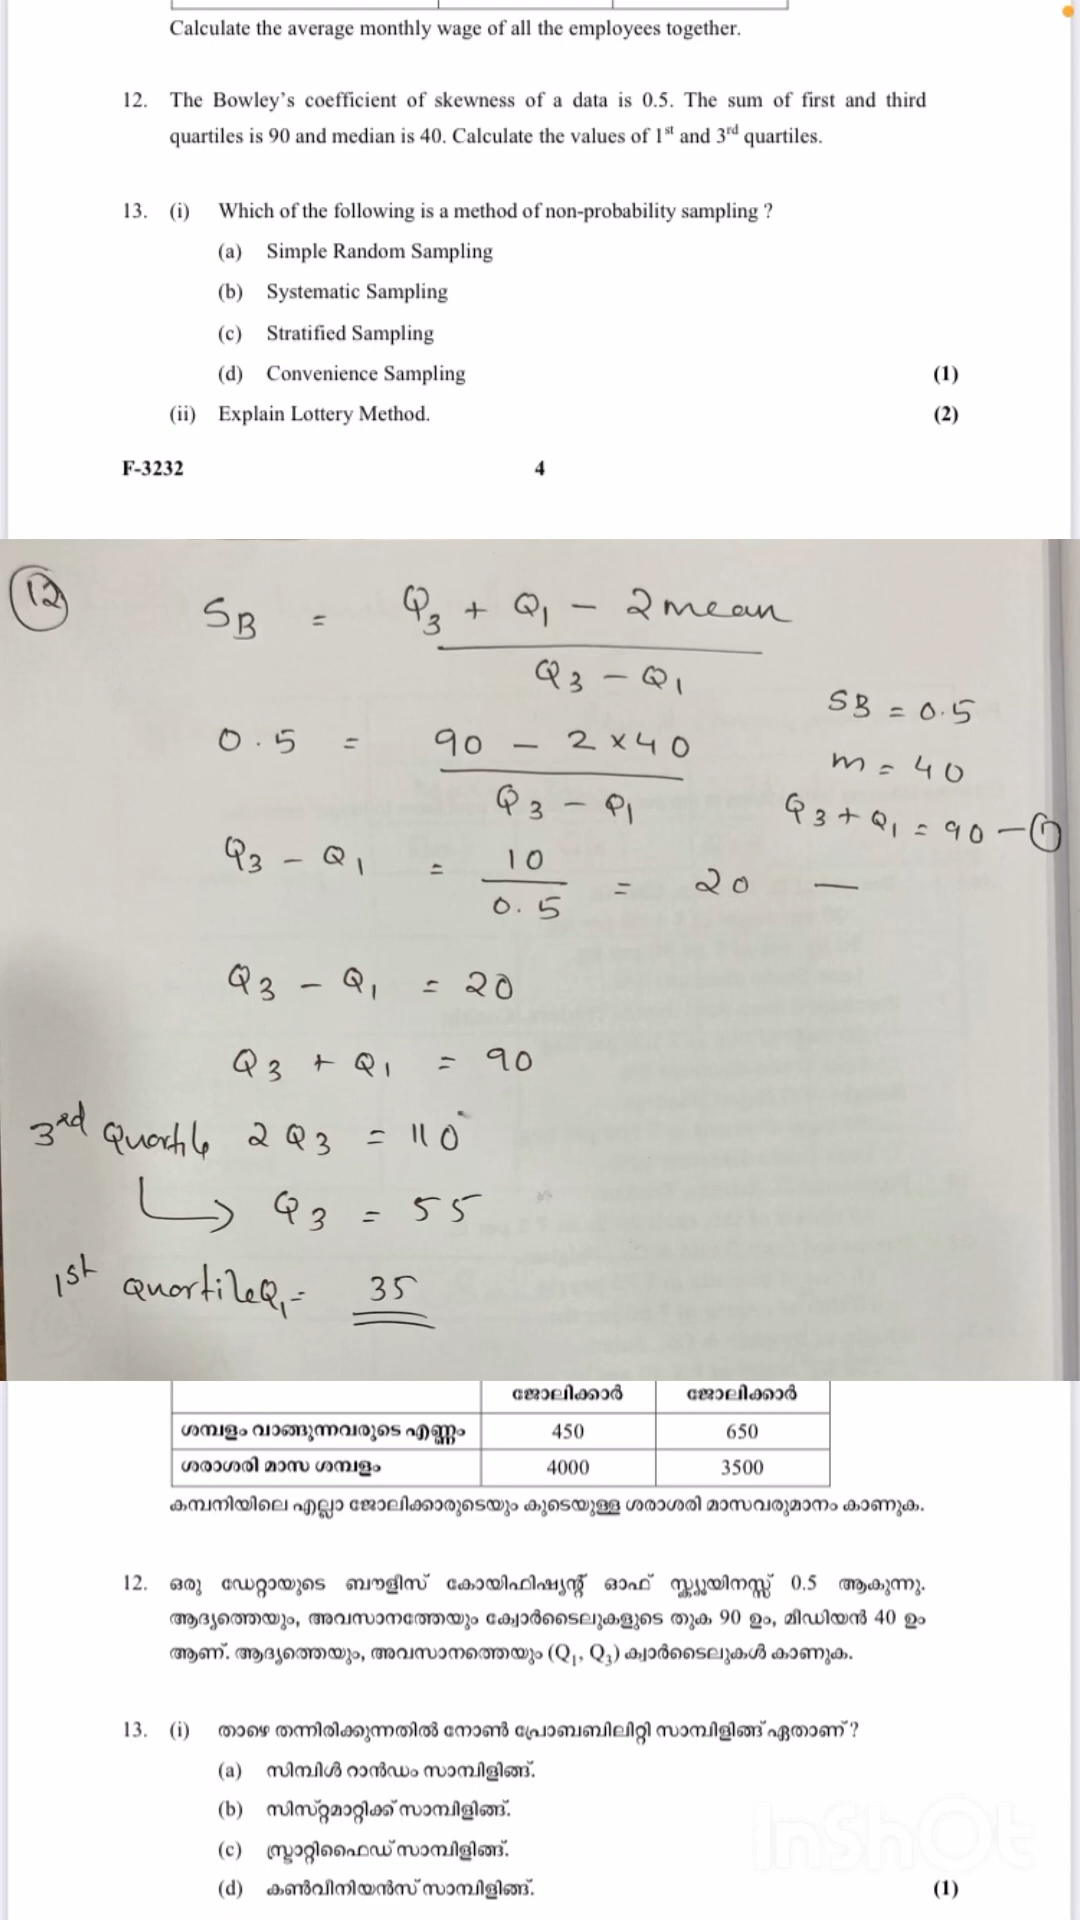 Calculate the average monthly wage of all the employees together.
12. The Bowley's coefficient of skewness of a data is 0.5. The sum of first and third
quartiles is 90 and median is 40. Calculate the values of 1st and 3rd quartiles.
13. (i) Which of the following is a method of non-probability sampling ?
(a) Simple Random Sampling
(b) Systematic Sampling
(c) Stratified Sampling
(d) Convenience Sampling (1)
(ii) Explain Lottery Method. (2)
F-3232 4
12
SB = Q3 + Q1 - 2 mean
Q3 - Q1
SB = 0.5
0.5 = 90 - 2 × 40
Q3 - Q1
m = 40
Q3 + Q1 = 90 - 1
Q3 - Q1 = 10
0.5
= 20 —
Q3 - Q1 = 20
Q3 + Q1 = 90
3rd Quartile 2 Q3 = 110
Q3 = 55
1st Quartile Q1 = 35
ജോലിക്കാർ ജോലിക്കാർ
ശമ്പളം വാങ്ങുന്നവരുടെ എണ്ണം 450 650
ശരാശരി മാസ ശമ്പളം 4000 3500
കമ്പനിയിലെ എല്ലാ ജോലിക്കാരുടെയും കൂടെയുള്ള ശരാശരി മാസവരുമാനം കാണുക.
12. ഒരു ഡേറ്റായുടെ ബൗളിസ് കോയിഫിഷ്യന്റ് ഓഫ് സ്ക്യൂയിനസ്സ് 0.5 ആകുന്നു.
ആദ്യത്തെയും, അവസാനത്തേയും ക്വോർടൈലുകളുടെ തുക 90 ഉം, മീഡിയൻ 40 ഉം
ആണ്. ആദ്യത്തെയും, അവസാനത്തെയും (Q1, Q3) ക്വാർടൈലുകൾ കാണുക.
13. (i) താഴെ തന്നിരിക്കുന്നതിൽ നോൺ പ്രോബബിലിറ്റി സാമ്പിളിങ്ങ് ഏതാണ് ?
(a) സിമ്പിൾ റാൻഡം സാമ്പിളിങ്ങ്.
(b) സിസ്റ്റമാറ്റിക്ക് സാമ്പിളിങ്ങ്.
(c) സ്ട്രാറ്റിഫൈഡ് സാമ്പിളിങ്ങ്.
(d) കൺവീനിയൻസ് സാമ്പിളിങ്ങ്. (1)
InShOt